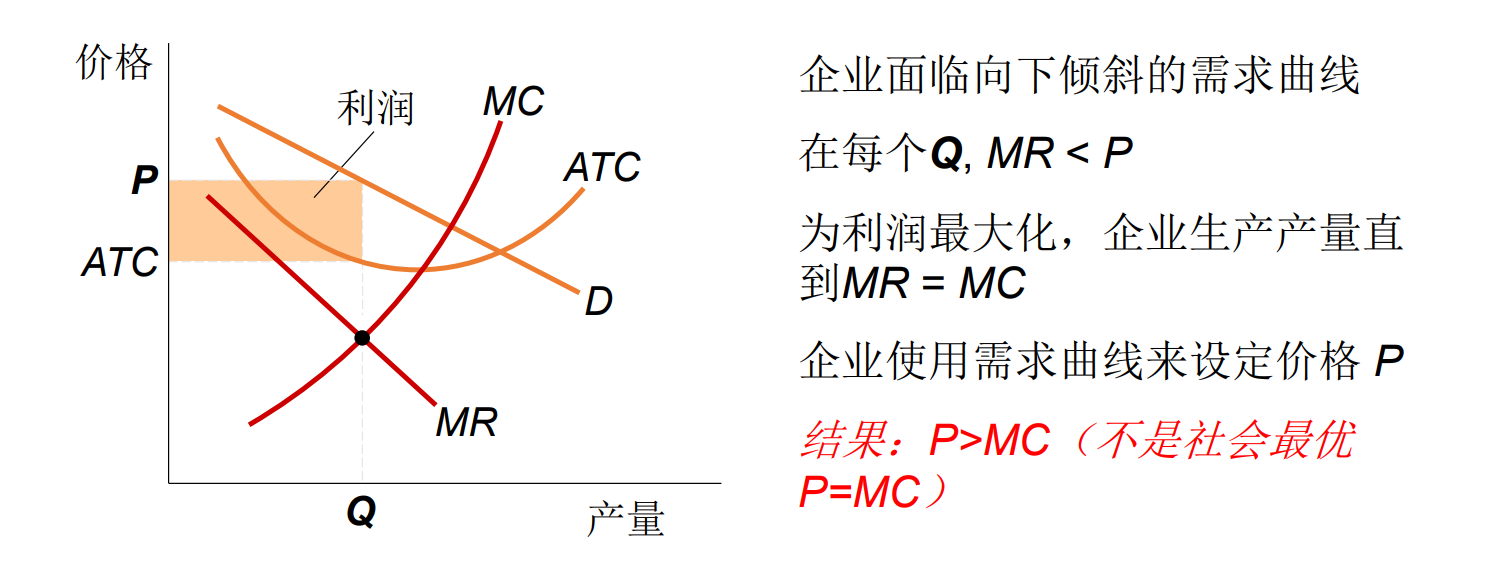 价格
利润
MC
ATC
P
ATC
D
MR
Q
产量
企业面临向下倾斜的需求曲线
在每个Q, MR < P
为利润最大化，企业生产产量直
到MR = MC
企业使用需求曲线来设定价格 P
结果：P>MC（不是社会最优
P=MC）